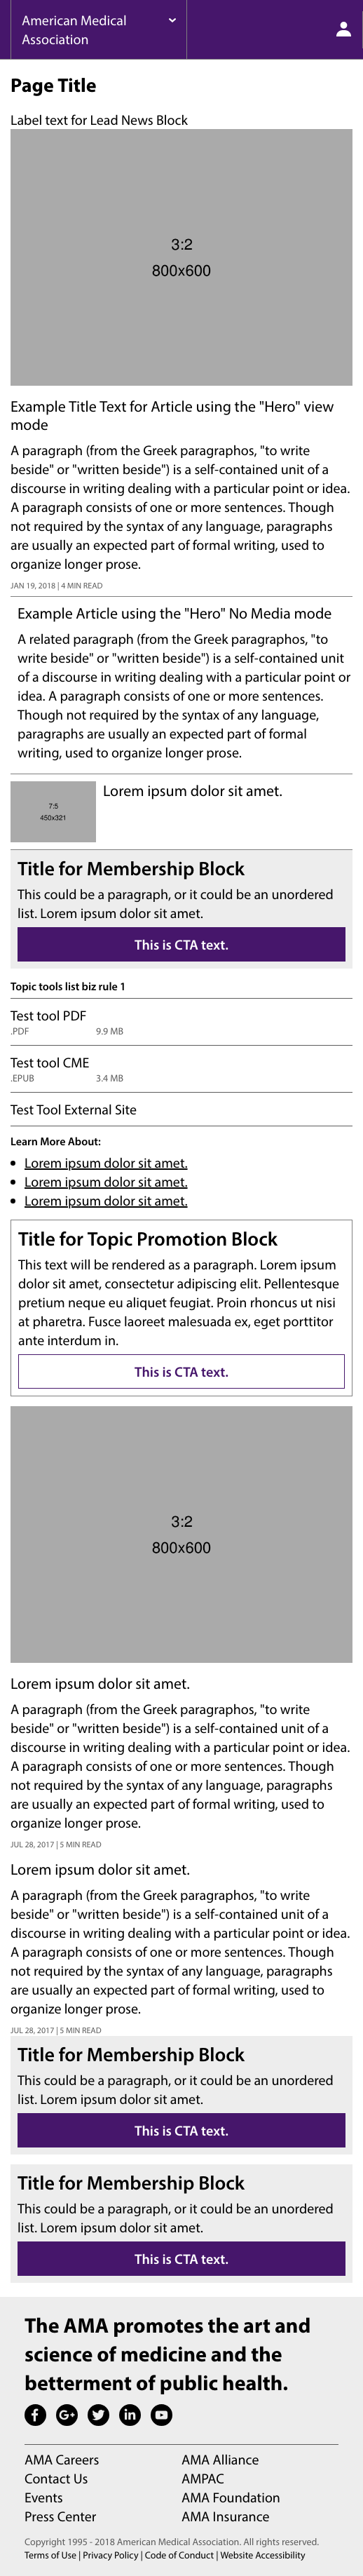 American Medical
Association
Page Title
Label text for Lead News Block
3:2
800x600
Example Title Text for Article using the "Hero" view
mode
A paragraph (from the Greek paragraphos, "to write
beside" or "written beside") is a self-contained unit of a
discourse in writing dealing with a particular point or idea.
A paragraph consists of one or more sentences. Though
not required by the syntax of any language, paragraphs
are usually an expected part of formal writing, used to
organize longer prose.
JAN 19, 2018 | 4 MIN READ
Example Article using the "Hero" No Media mode
A related paragraph (from the Greek paragraphos, "to
write beside" or "written beside") is a self-contained unit
of a discourse in writing dealing with a particular point or
idea. A paragraph consists of one or more sentences.
Though not required by the syntax of any language,
paragraphs are usually an expected part of formal
writing, used to organize longer prose.
7:5
450x321
Lorem ipsum dolor sit amet.
Title for Membership Block
This could be a paragraph, or it could be an unordered
list. Lorem ipsum dolor sit amet.
This is CTA text.
Topic tools list biz rule 1
Test tool PDF
.PDF 9.9 MB
Test tool CME
.EPUB 3.4 MB
Test Tool External Site
Learn More About:
Lorem ipsum dolor sit amet.
Lorem ipsum dolor sit amet.
Lorem ipsum dolor sit amet.
Title for Topic Promotion Block
This text will be rendered as a paragraph. Lorem ipsum
dolor sit amet, consectetur adipiscing elit. Pellentesque
pretium neque eu aliquet feugiat. Proin rhoncus ut nisi
at pharetra. Fusce laoreet malesuada ex, eget porttitor
ante interdum in.
This is CTA text.
3:2
800x600
Lorem ipsum dolor sit amet.
A paragraph (from the Greek paragraphos, "to write
beside" or "written beside") is a self-contained unit of a
discourse in writing dealing with a particular point or idea.
A paragraph consists of one or more sentences. Though
not required by the syntax of any language, paragraphs
are usually an expected part of formal writing, used to
organize longer prose.
JUL 28, 2017 | 5 MIN READ
Lorem ipsum dolor sit amet.
A paragraph (from the Greek paragraphos, "to write
beside" or "written beside") is a self-contained unit of a
discourse in writing dealing with a particular point or idea.
A paragraph consists of one or more sentences. Though
not required by the syntax of any language, paragraphs
are usually an expected part of formal writing, used to
organize longer prose.
JUL 28, 2017 | 5 MIN READ
Title for Membership Block
This could be a paragraph, or it could be an unordered
list. Lorem ipsum dolor sit amet.
This is CTA text.
Title for Membership Block
This could be a paragraph, or it could be an unordered
list. Lorem ipsum dolor sit amet.
This is CTA text.
The AMA promotes the art and
science of medicine and the
betterment of public health.
AMA Careers AMA Alliance
Contact Us AMPAC
Events AMA Foundation
Press Center AMA Insurance
Copyright 1995 - 2018 American Medical Association. All rights reserved.
Terms of Use | Privacy Policy | Code of Conduct | Website Accessibility